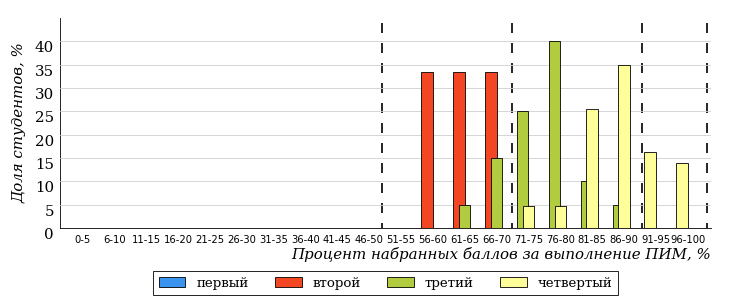 Доля студентов, %
40
35
30
25
20
15
10
5
0
0-5 6-10 11-15 16-20 21-25 26-30 31-35 36-40 41-45 46-50 51-55 56-60 61-65 66-70 71-75 76-80 81-85 86-90 91-95 96-100
Процент набранных баллов за выполнение ПИМ, %
первый второй третий четвертый